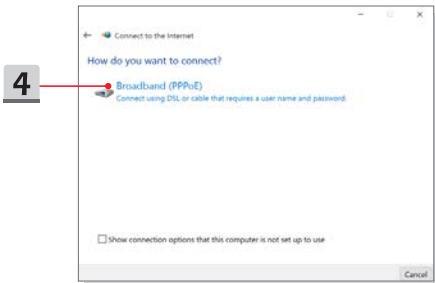 Connect to the Internet
How do you want to connect?
4
Broadband (PPPoE)
Connect using DSL or cable that requires a user name and password.
Show connection options that this computer is not set up to use
Cancel